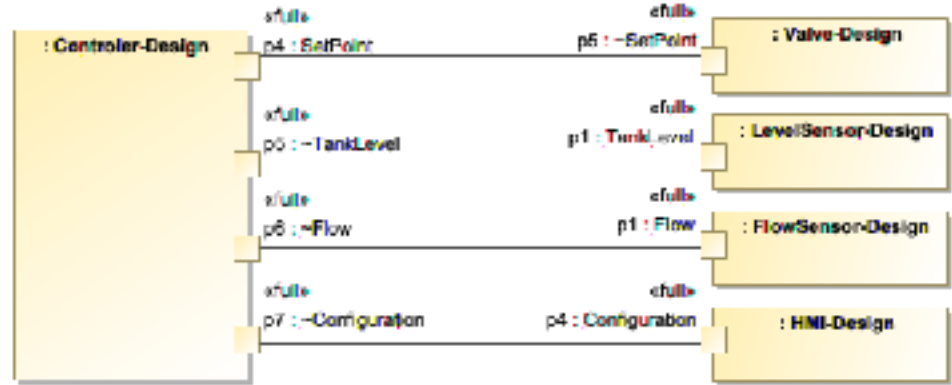 «full»
«full»
: Controler-Design
p4 : SetPoint
p5 : ~SetPoint
: Valve-Design
«full»
«full»
: ~TankLevel
p1 : TankLevel
: LevelSensor-Design
«full»
«full»
p6 : ~Flow
p1 : Flow
: FlowSensor-Design
«full»
«full»
p7 : ~Configuration
p4 : Configuration
: HMI-Design